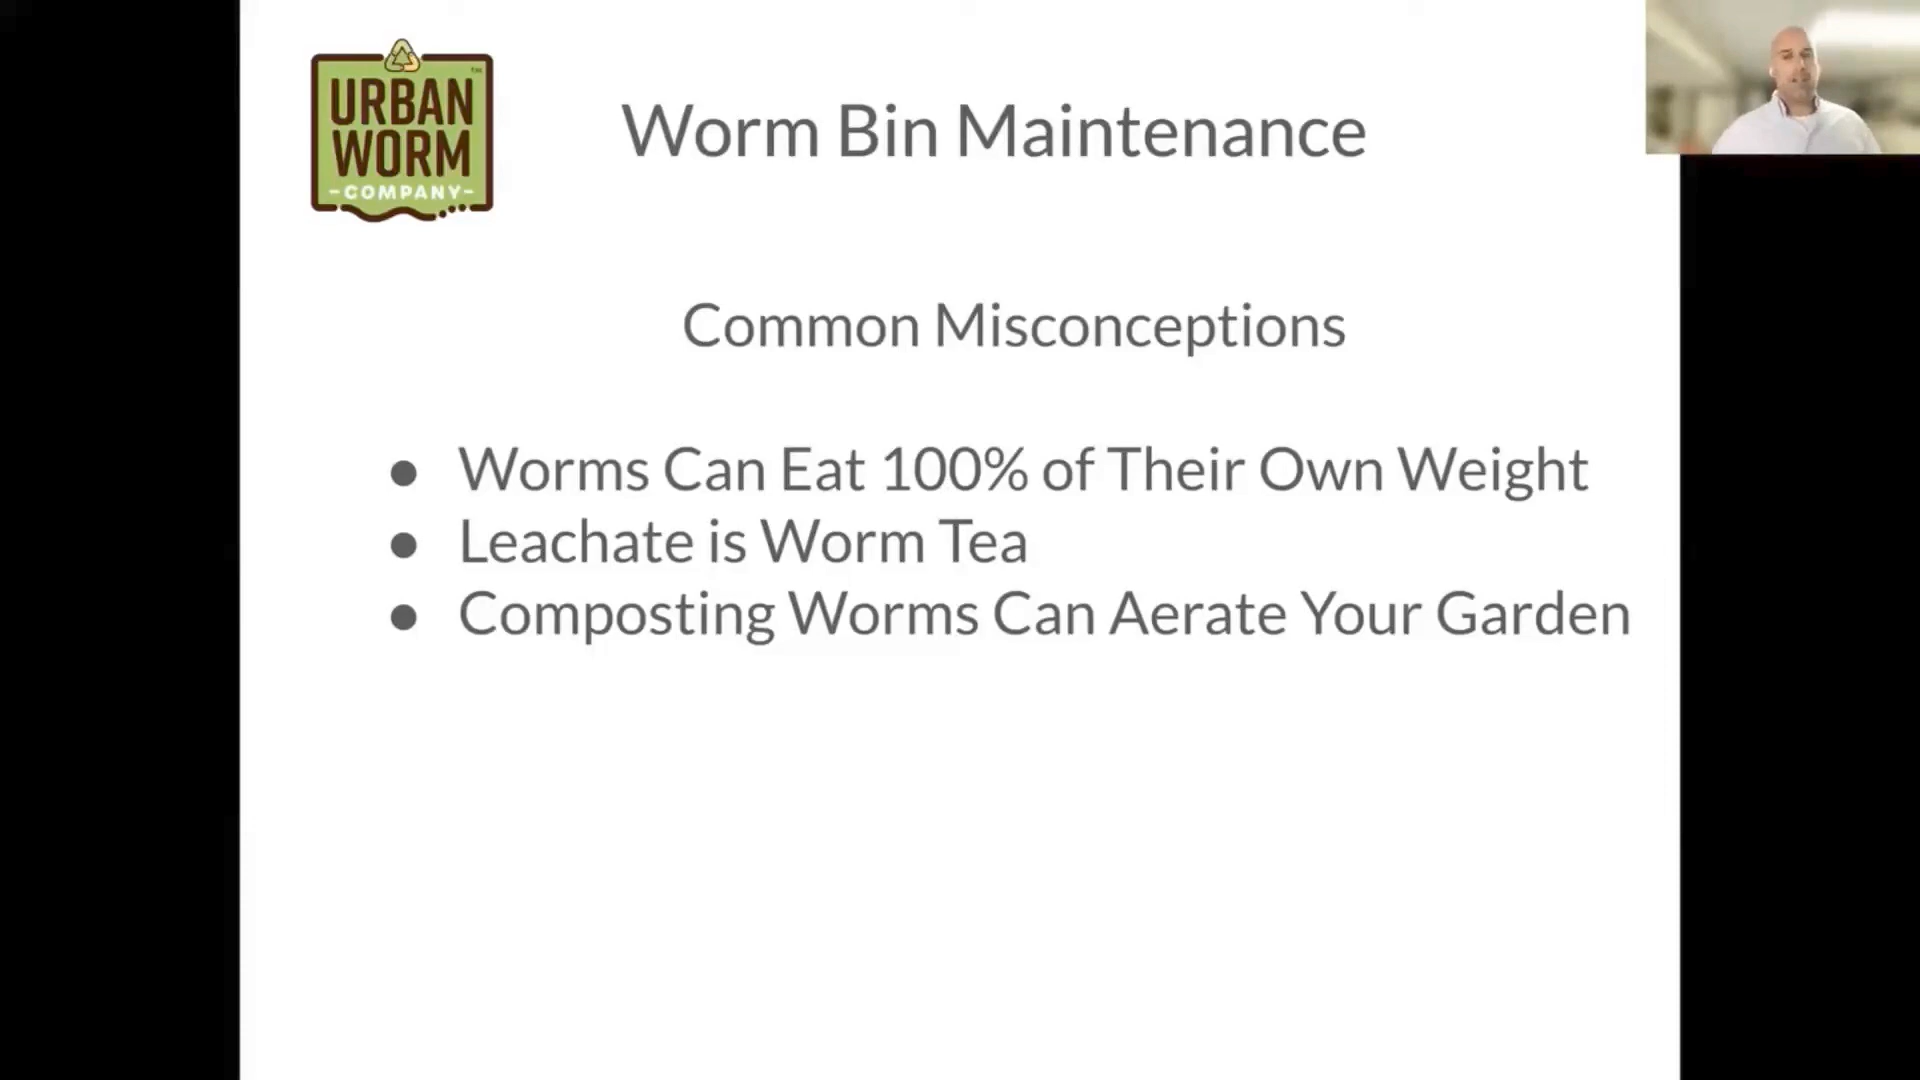 URBAN
WORM
-COMPANY-
™
Worm Bin Maintenance
Common Misconceptions
● Worms Can Eat 100% of Their Own Weight
● Leachate is Worm Tea
● Composting Worms Can Aerate Your Garden